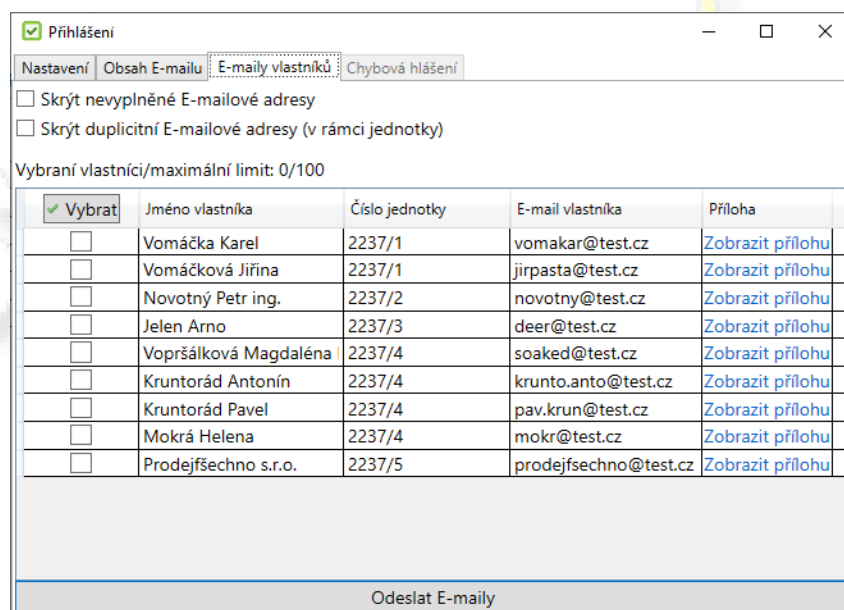 Přihlášení
Nastavení Obsah E-mailu E-maily vlastníků Chybová hlášení
Skrýt nevyplněné E-mailové adresy
Skrýt duplicitní E-mailové adresy (v rámci jednotky)
Vybraní vlastníci/maximální limit: 0/100
Vybrat Jméno vlastníka Číslo jednotky E-mail vlastníka Příloha
Vomáčka Karel 2237/1 vomakar@test.cz Zobrazit přílohu
Vomáčková Jiřina 2237/1 jirpasta@test.cz Zobrazit přílohu
Novotný Petr ing. 2237/2 novotny@test.cz Zobrazit přílohu
Jelen Arno 2237/3 deer@test.cz Zobrazit přílohu
Vopršálková Magdaléna 2237/4 soaked@test.cz Zobrazit přílohu
Kruntorád Antonín 2237/4 krunto.anto@test.cz Zobrazit přílohu
Kruntorád Pavel 2237/4 pav.krun@test.cz Zobrazit přílohu
Mokrá Helena 2237/4 mokr@test.cz Zobrazit přílohu
Prodejfšechno s.r.o. 2237/5 prodejfsechno@test.cz Zobrazit přílohu
Odeslat E-maily